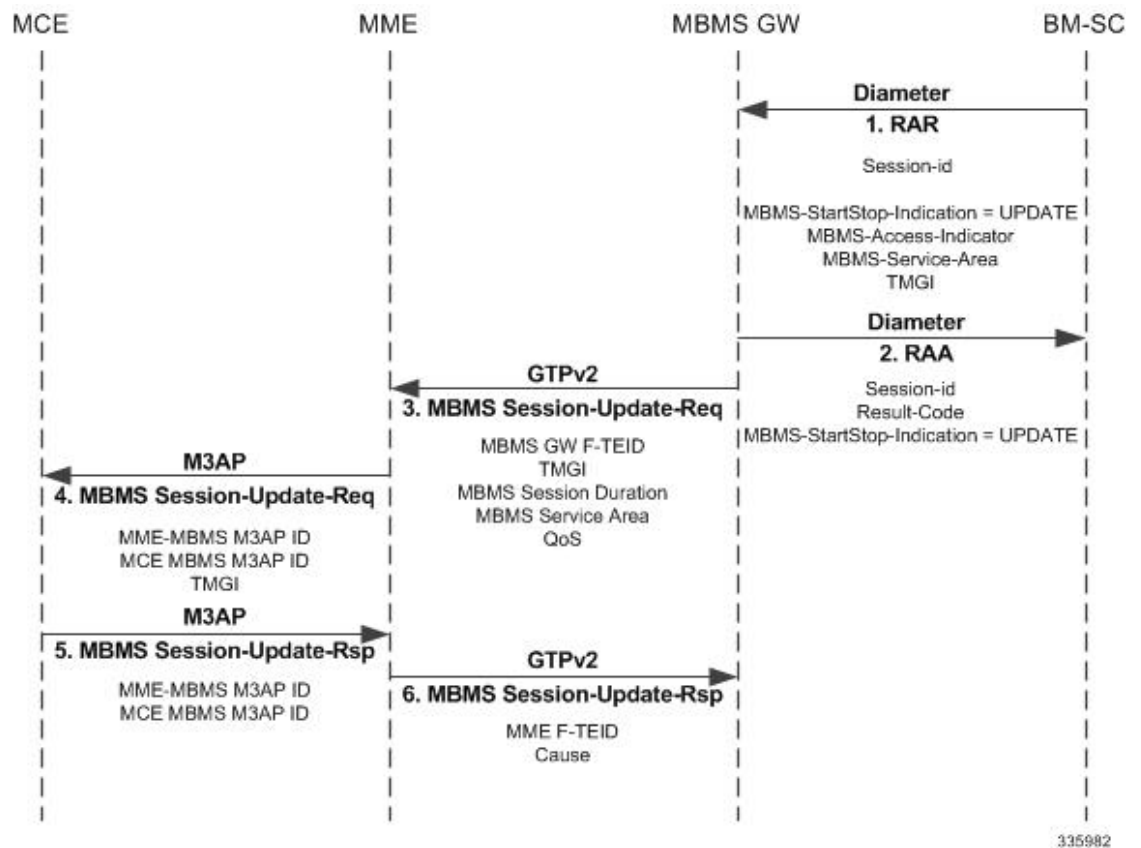 MCE MME MBMS GW BM-SC
Diameter
1. RAR
Session-id
MBMS-StartStop-Indication = UPDATE
MBMS-Access-Indicator
MBMS-Service-Area
TMGI
Diameter
2. RAA
Session-id
Result-Code
MBMS-StartStop-Indication = UPDATE
GTPv2
3. MBMS Session-Update-Req
MBMS GW F-TEID
TMGI
MBMS Session Duration
MBMS Service Area
QoS
M3AP
4. MBMS Session-Update-Req
MME-MBMS M3AP ID
MCE MBMS M3AP ID
TMGI
M3AP
5. MBMS Session-Update-Rsp
MME-MBMS M3AP ID
MCE MBMS M3AP ID
GTPv2
6. MBMS Session-Update-Rsp
MME F-TEID
Cause
335982